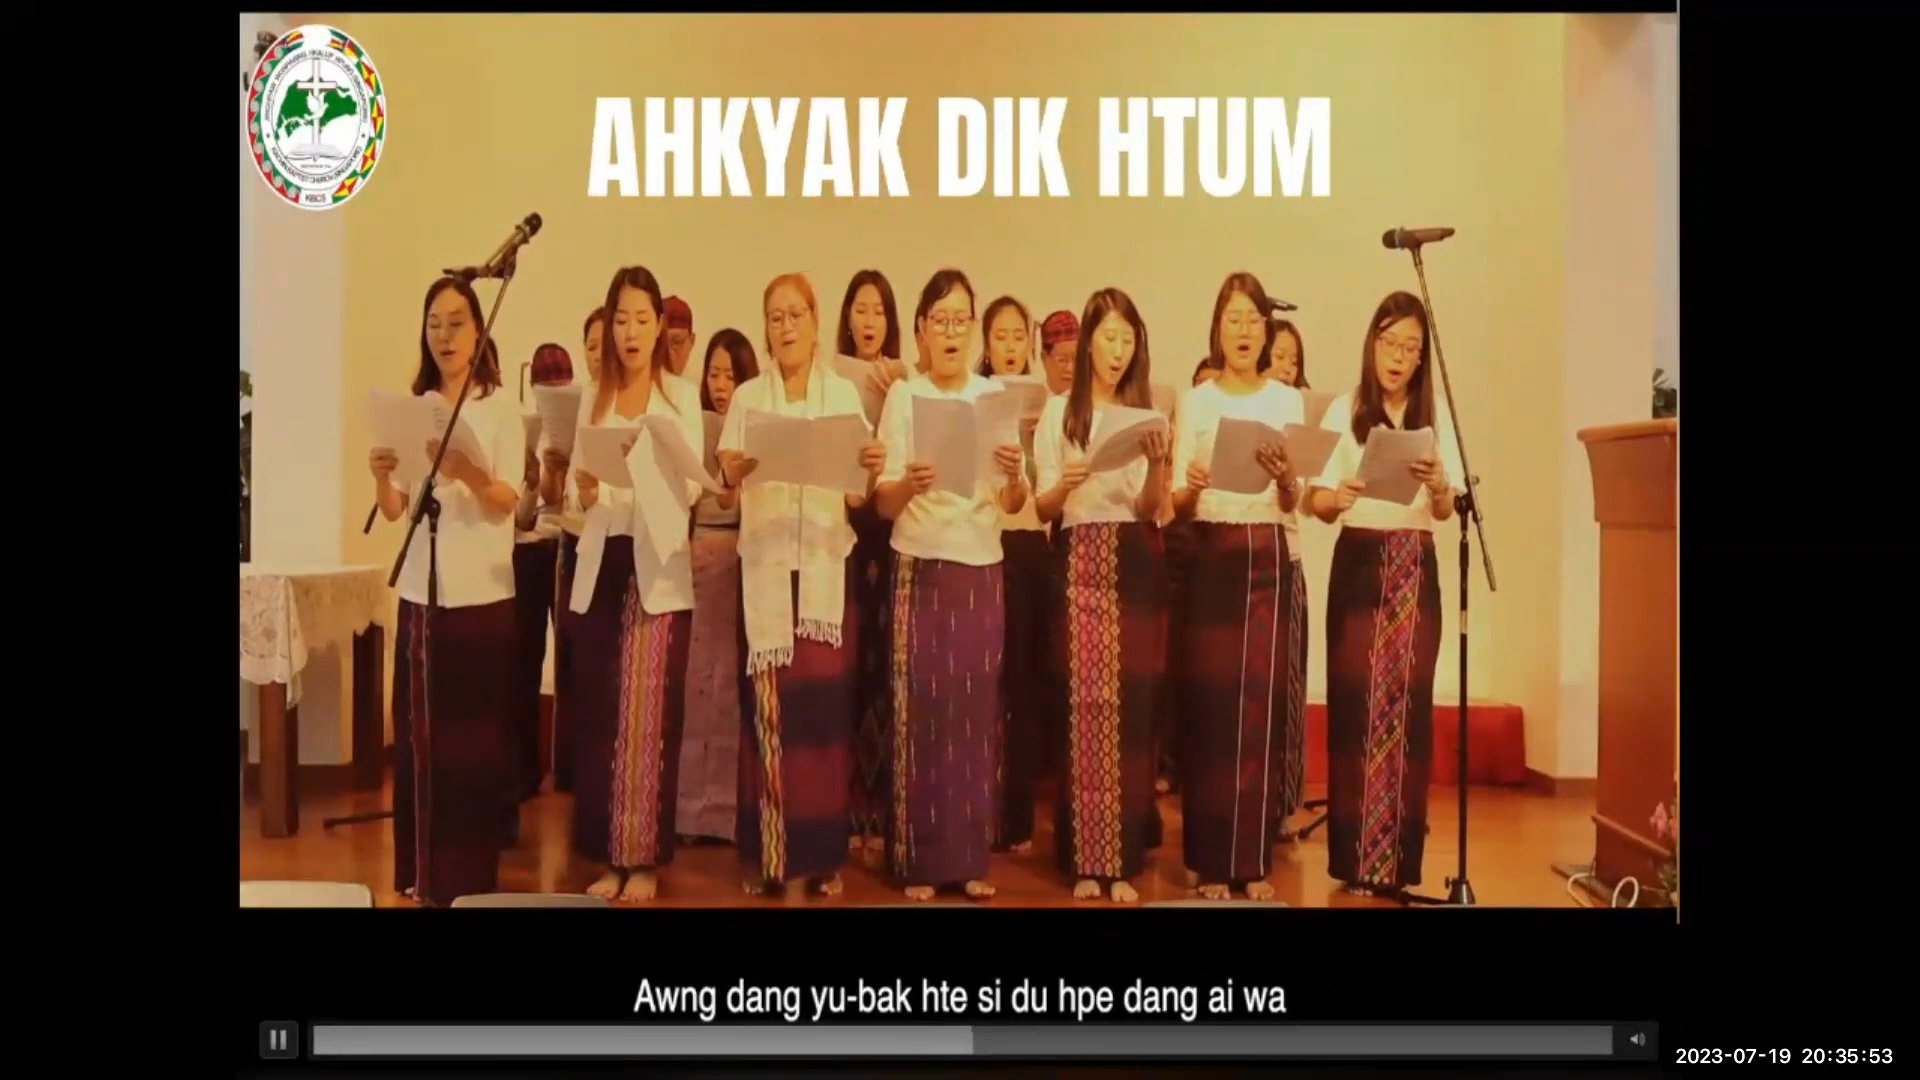 AHKYAK DIK HTUM
KBCS
Awng dang yu-bak hte si du hpe dang ai wa
2023-07-19 20:35:53